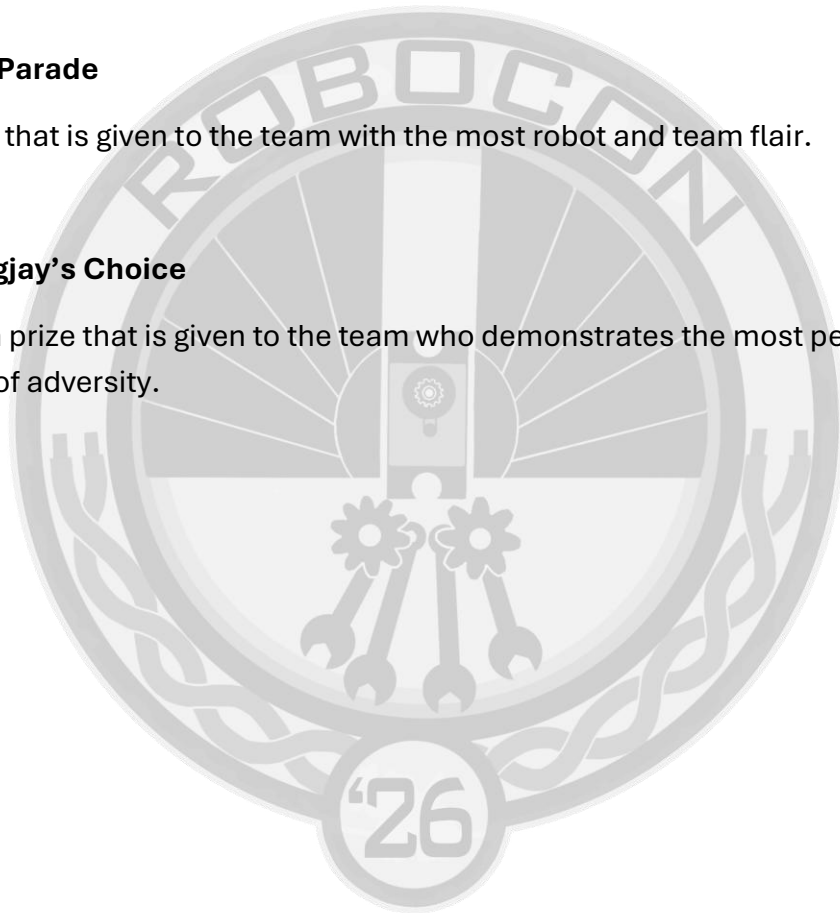 Parade
that is given to the team with the most robot and team flair.
gjay’s Choice
prize that is given to the team who demonstrates the most pe
of adversity.
ROBOCON
‘26